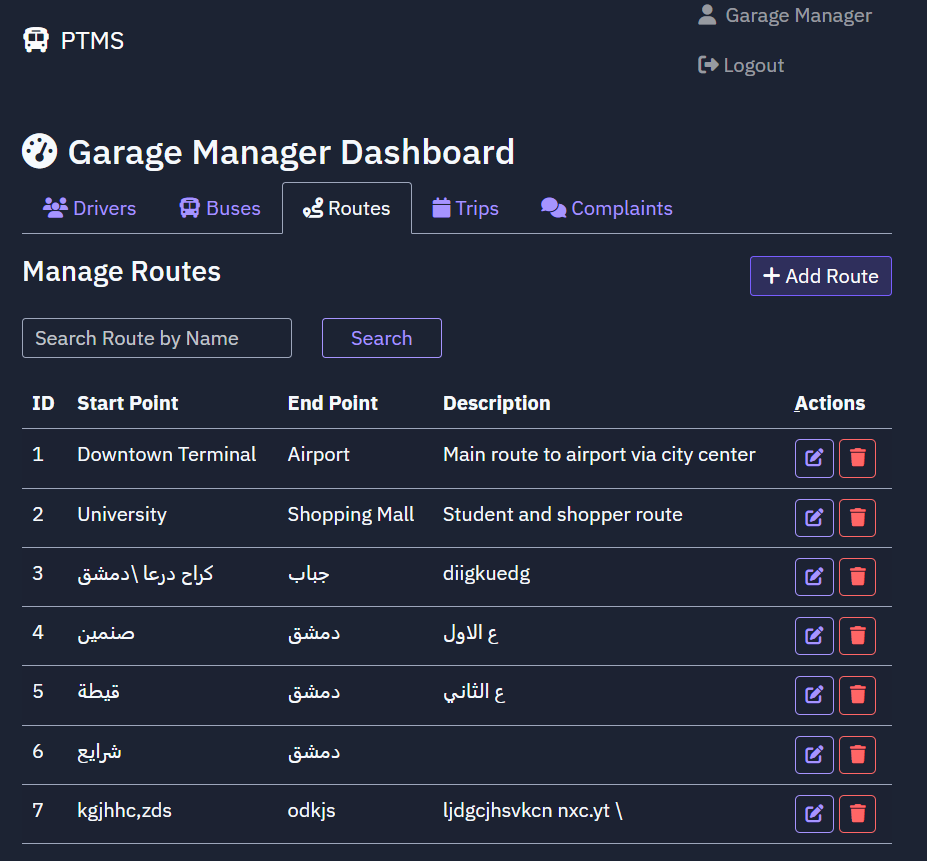 PTMS
Garage Manager
Logout
Garage Manager Dashboard
Drivers Buses Routes Trips Complaints
Manage Routes
Add Route
Search Route by Name Search
ID Start Point End Point Description Actions
1 Downtown Terminal Airport Main route to airport via city center
2 University Shopping Mall Student and shopper route
3 كراج درعا \دمشق جباب diigkuedg
4 صنمين دمشق ع الاول
5 قيطة دمشق ع الثاني
6 شرايع دمشق
7 kgjhhc,zds odkjs ljdgcjhsvkcn nxc.yt \